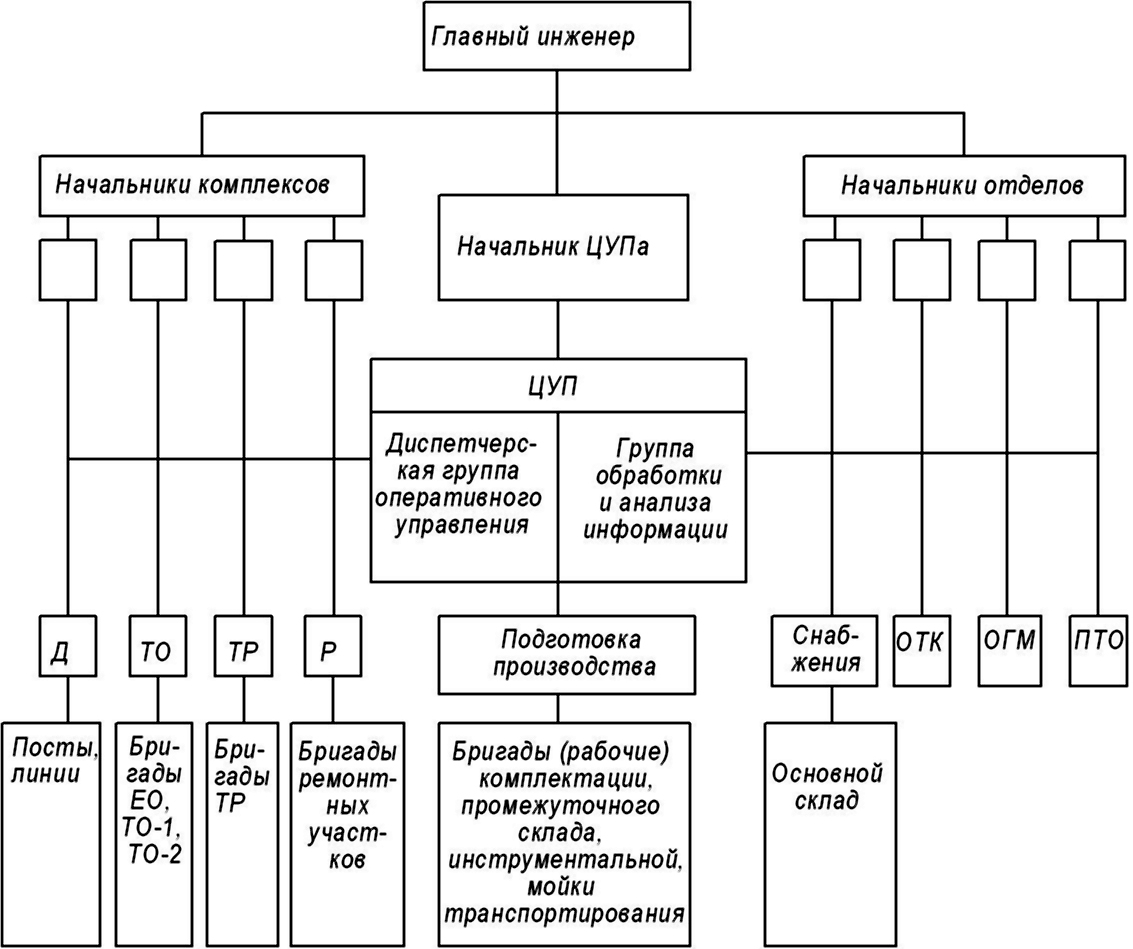 Главный инженер
Начальники комплексов
Начальник ЦУПа
Начальники отделов
ЦУП
Диспетчерс-
кая группа
оперативного
управления
Группа
обработки
и анализа
информации
Д
ТО
ТР
Р
Подготовка
производства
Снаб-
жения
ОТК
ОГМ
ПТО
Посты,
линии
Бри-
гады
ЕО,
ТО-1,
ТО-2
Бри-
гады
ТР
Бригады
ремонт-
ных
участ-
ков
Бригады (рабочие)
комплектации,
промежуточного
склада,
инструментальной,
мойки
транспортирования
Основной
склад